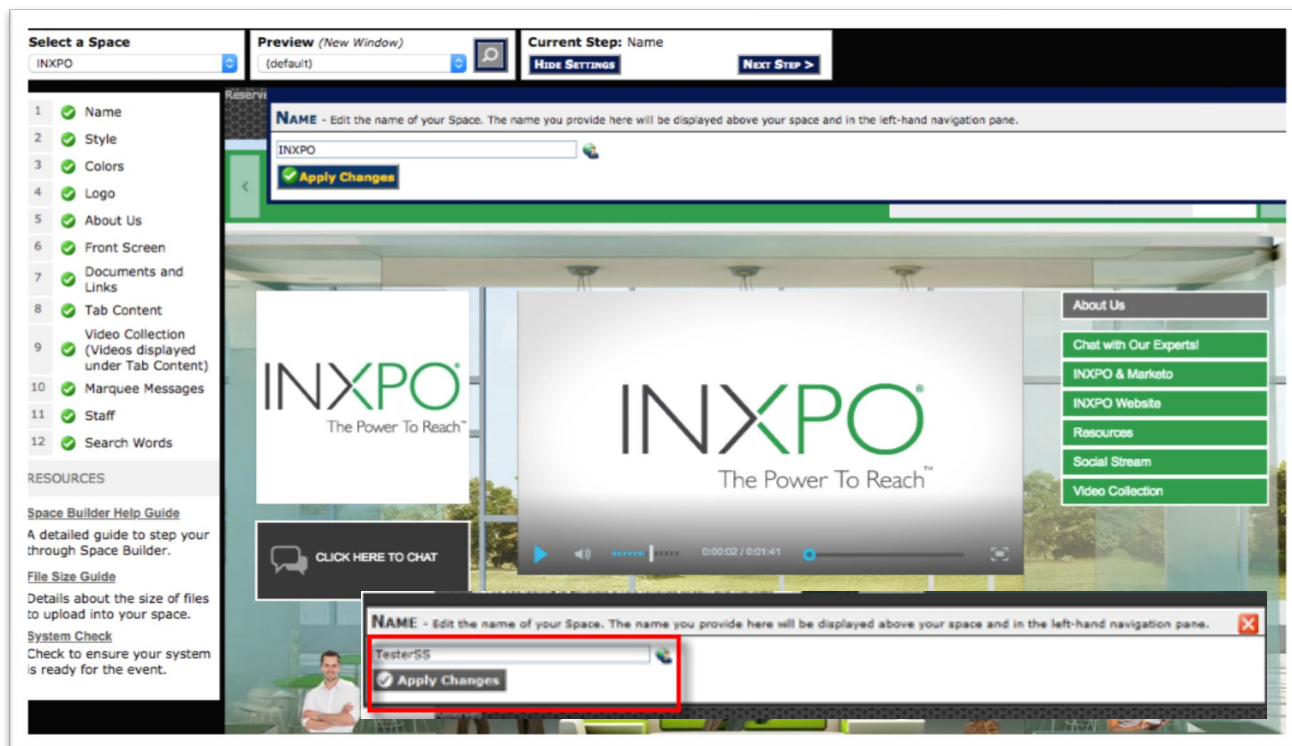 Select a Space
INXPO
Preview (New Window)
(default)
Current Step: Name
HIDE SETTINGS
NEXT STEP >
Reserve
NAME - Edit the name of your Space. The name you provide here will be displayed above your space and in the left-hand navigation pane.
INXPO
Apply Changes
1 Name
2 Style
3 Colors
4 Logo
5 About Us
6 Front Screen
7 Documents and
Links
8 Tab Content
9 Video Collection
(Videos displayed
under Tab Content)
10 Marquee Messages
11 Staff
12 Search Words
RESOURCES
Space Builder Help Guide
A detailed guide to step your
through Space Builder.
File Size Guide
Details about the size of files
to upload into your space.
System Check
Check to ensure your system
is ready for the event.
INXPO®
The Power To Reach™
CLICK HERE TO CHAT
INXPO®
The Power To Reach™
0:00:02 / 0:01:41
About Us
Chat with Our Experts!
INXPO & Marketo
INXPO Website
Resources
Social Stream
Video Collection
NAME - Edit the name of your Space. The name you provide here will be displayed above your space and in the left-hand navigation pane.
TesterSS
Apply Changes